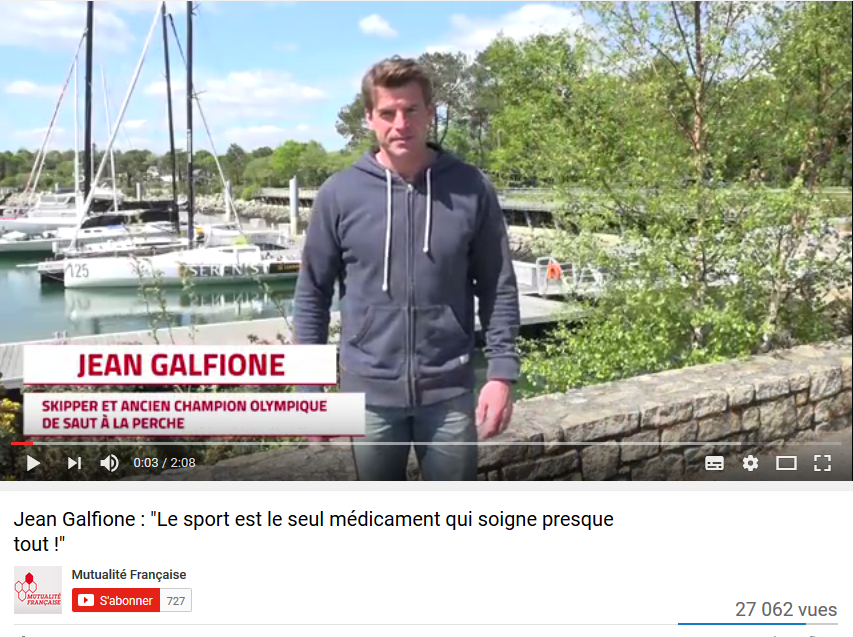 125
SERENIS
JEAN GALFIONE
SKIPPER ET ANCIEN CHAMPION OLYMPIQUE
DE SAUT À LA PERCHE
0:03 / 2:08
Jean Galfione : "Le sport est le seul médicament qui soigne presque
tout !"
MUTUALITÉ
FRANÇAISE
Mutualité Française
S'abonner 727
27 062 vues